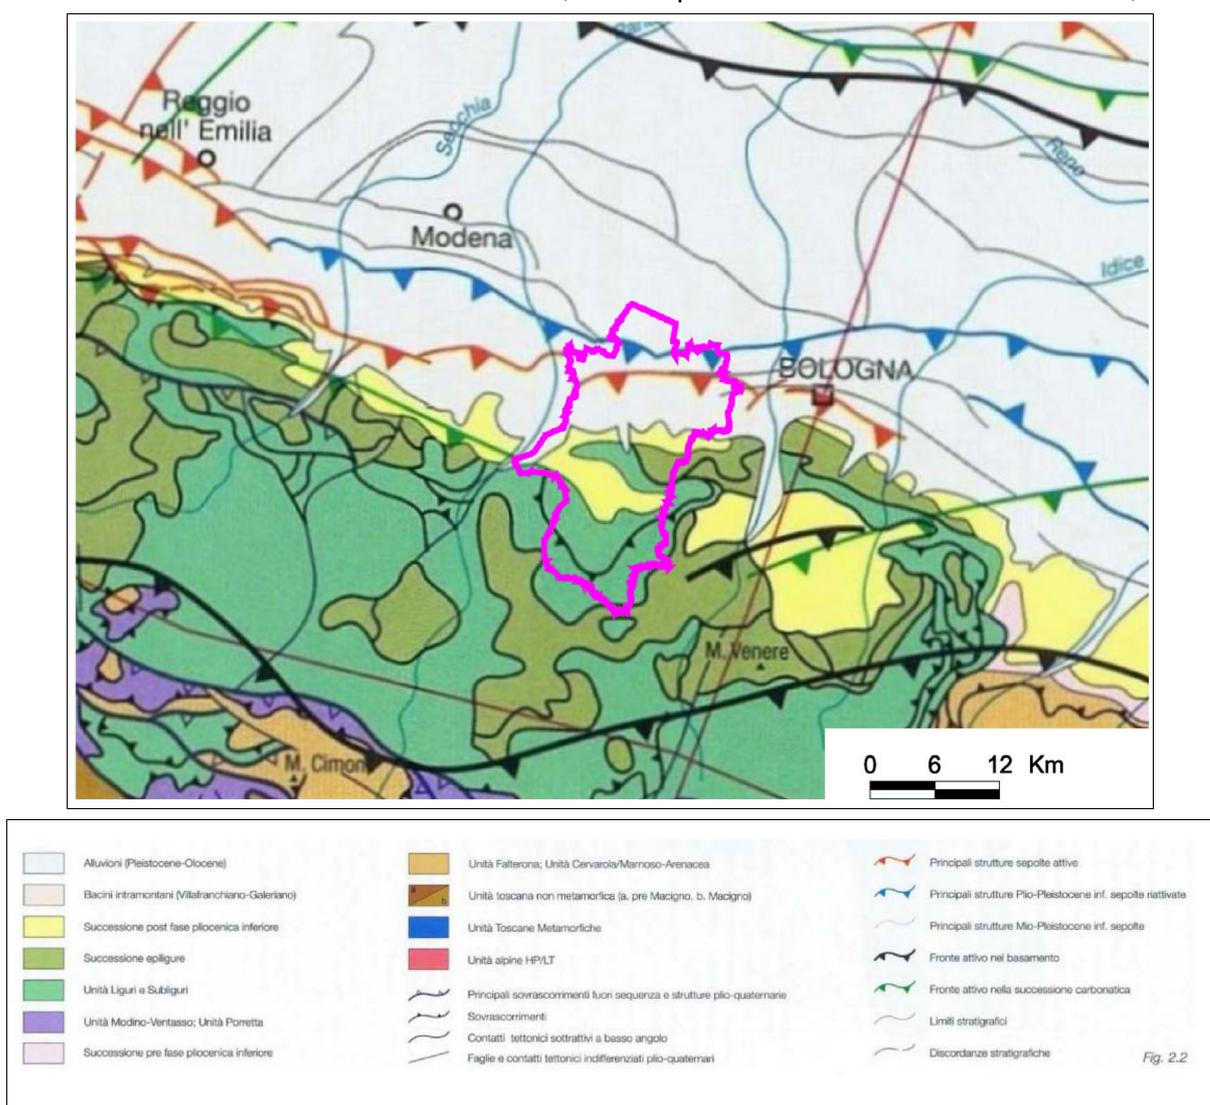 Pana
Secchia
Reggio
nell' Emilia
Reno
Modena
Idice
BOLOGNA
M. Venere
M. Cimon
0 6 12 Km
Alluvioni (Pleistocene-Olocene)
Bacini intramontani (Villafranchiano-Galeriano)
Successione post fase pliocenica inferiore
Successione epiligure
Unità Liguri e Subliguri
Unità Modino-Ventasso; Unità Porretta
Successione pre fase pliocenica inferiore
Unità Falterona; Unità Cervarola/Marnoso-Arenacea
a
b
Unità toscana non metamorfica (a. pre Macigno, b. Macigno)
Unità Toscane Metamorfiche
Unità alpine HP/LT
Principali sovrascorrimenti fuori sequenza e strutture plio-quaternarie
Sovrascorrimenti
Contatti tettonici sottrattivi a basso angolo
Faglie e contatti tettonici indifferenziati plio-quaternari
Principali strutture sepolte attive
Principali strutture Plio-Pleistocene inf. sepolte riattivate
Principali strutture Mio-Pleistocene inf. sepolte
Fronte attivo nel basamento
Fronte attivo nella successione carbonatica
Limiti stratigrafici
Discordanze stratigrafiche
Fig. 2.2